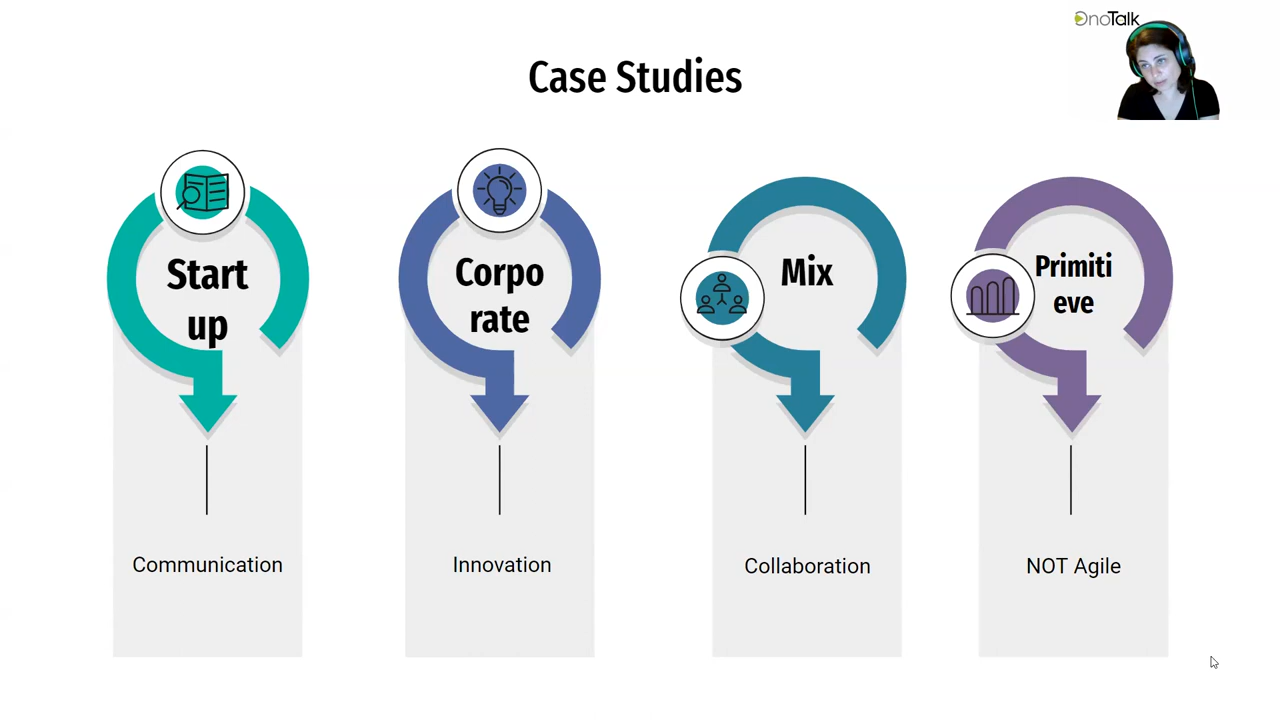 OnoTalk
Case Studies
Start
up
Corpo
rate
Mix
Primiti
eve
Communication
Innovation
Collaboration
NOT Agile